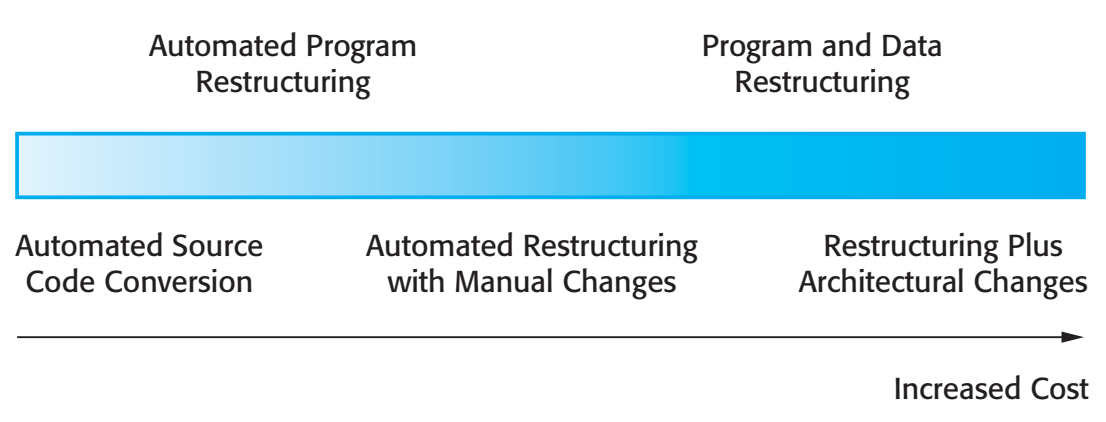 Automated Program
Restructuring
Program and Data
Restructuring
Automated Source
Code Conversion
Automated Restructuring
with Manual Changes
Restructuring Plus
Architectural Changes
Increased Cost